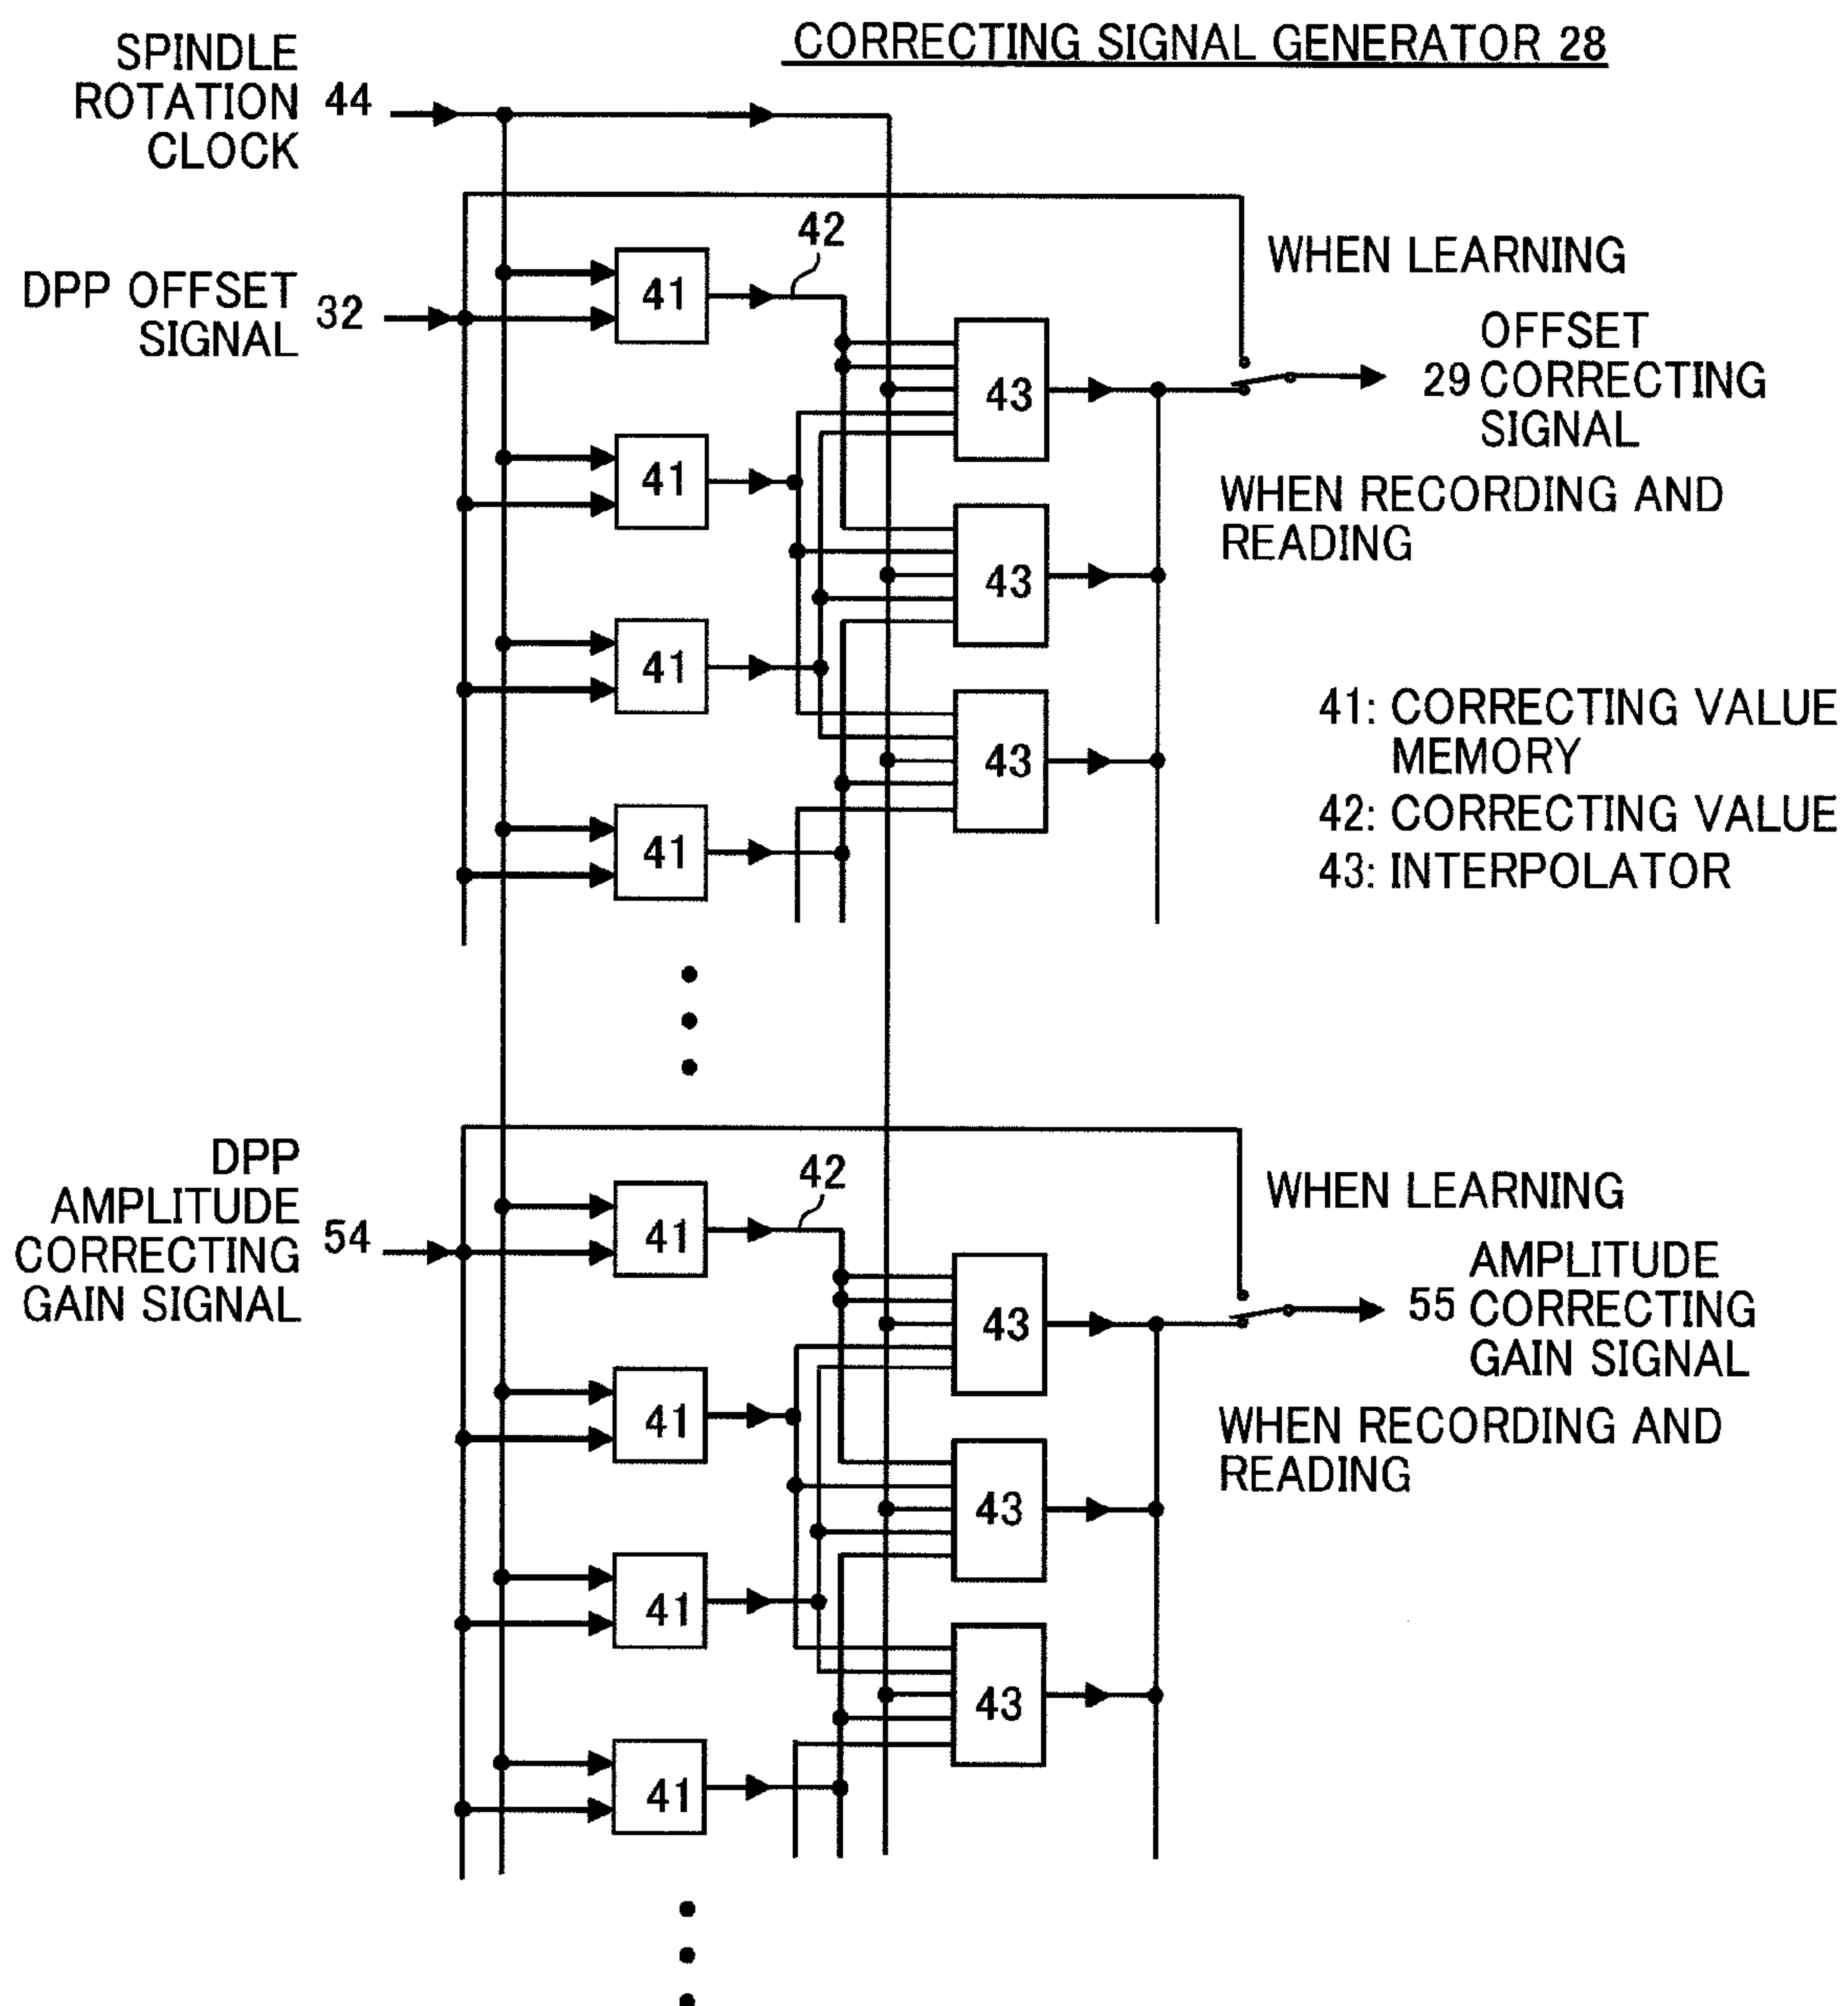 CORRECTING SIGNAL GENERATOR 28
SPINDLE
ROTATION 44
CLOCK
42
WHEN LEARNING
DPP OFFSET
SIGNAL 32
41
OFFSET
29 CORRECTING
SIGNAL
43
41
WHEN RECORDING AND
READING
43
41
41: CORRECTING VALUE
MEMORY
43
42: CORRECTING VALUE
41
43: INTERPOLATOR
DPP
AMPLITUDE
CORRECTING 54
GAIN SIGNAL
42
WHEN LEARNING
41
AMPLITUDE
55 CORRECTING
GAIN SIGNAL
43
41
WHEN RECORDING AND
READING
43
41
43
41